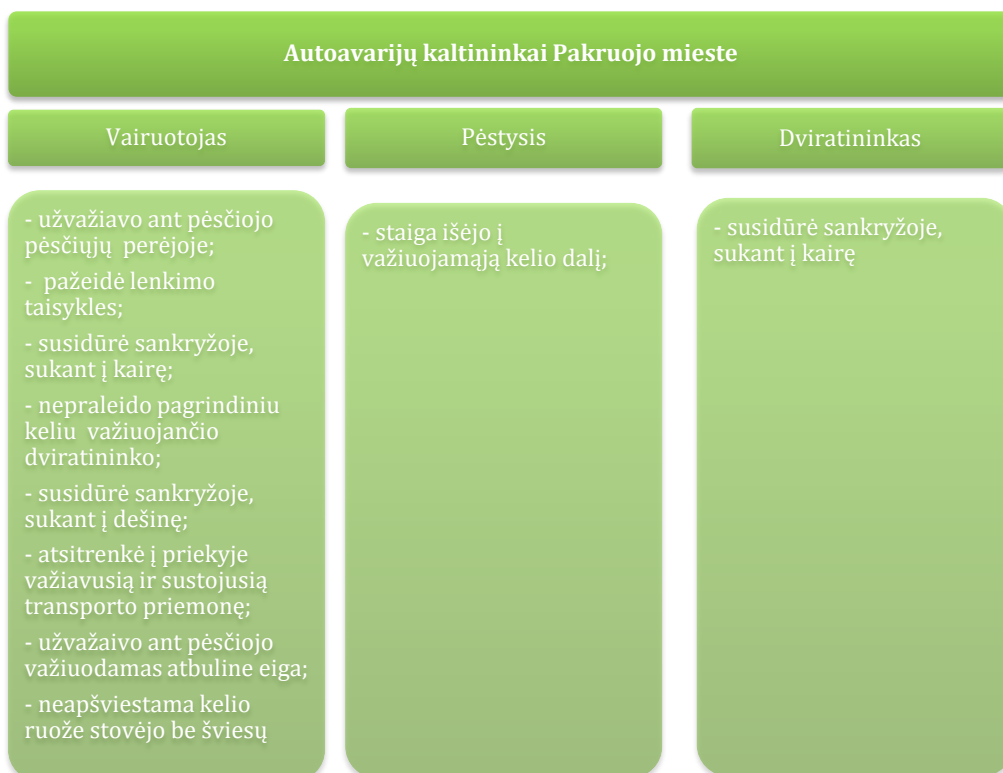 Autoavarijų kaltininkai Pakruojo mieste
Vairuotojas
Pėstysis
Dviratininkas
- užvažiavo ant pėsčiojo
pėsčiųjų  perėjoje;
-  pažeidė lenkimo
taisykles;
- susidūrė sankryžoje,
sukant į kairę;
- nepraleido pagrindiniu
keliu  važiuojančio
dviratininko;
- susidūrė sankryžoje,
sukant į dešinę;
- atsitrenkė į priekyje
važiavusią ir sustojusią
transporto priemonę;
- užvažaivo ant pėsčiojo
važiuodamas atbuline eiga;
- neapšviestama kelio
ruože stovėjo be šviesų
- staiga išėjo į
važiuojamąją kelio dalį;
- susidūrė sankryžoje,
sukant į kairę